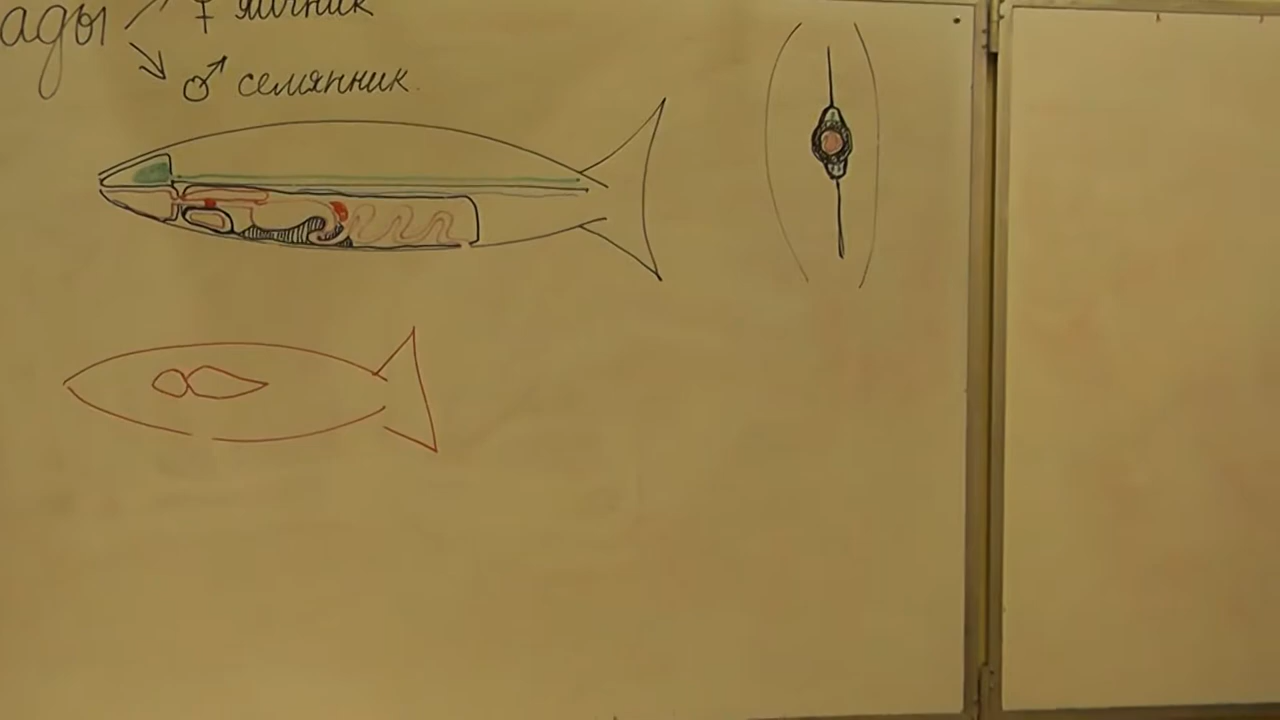 ады ♀ яичник
♂ семянник.